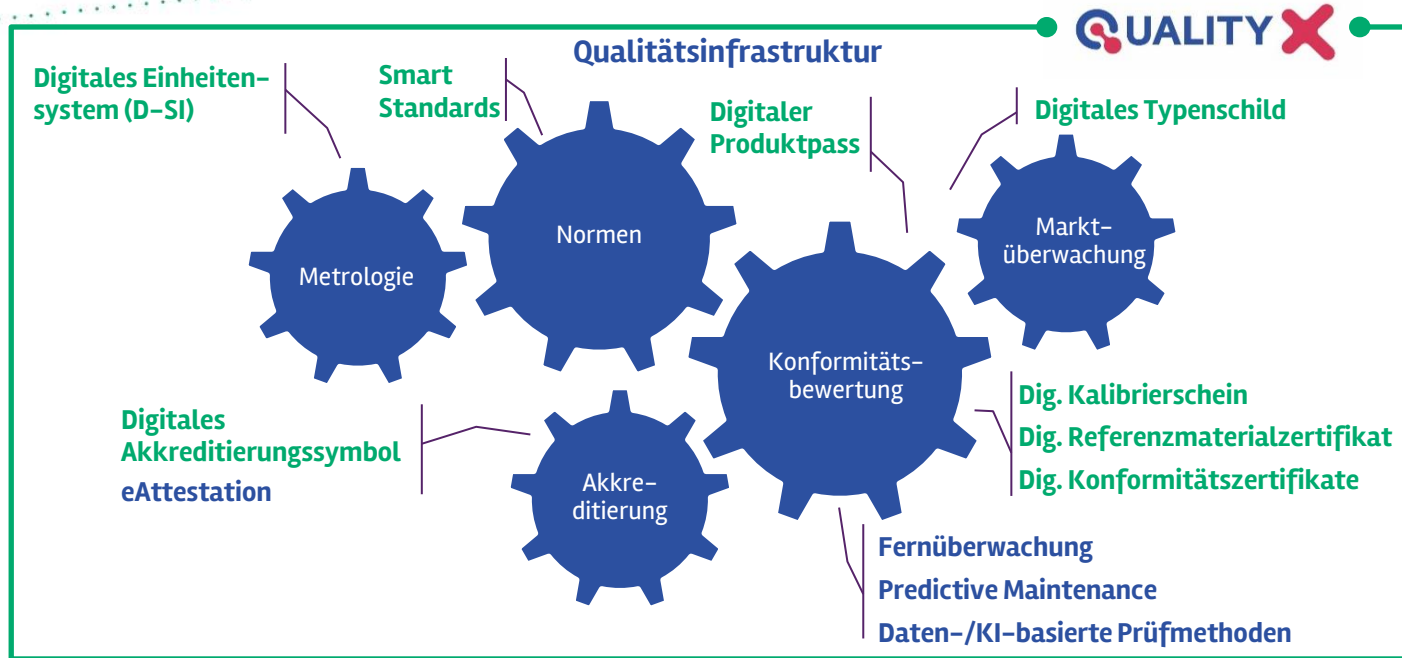 QUALITY X
Qualitätsinfrastruktur
Digitales Einheiten-
system (D-SI)
Smart
Standards
Digitaler
Produktpass
Digitales Typenschild
Metrologie
Normen
Markt-
überwachung
Konformitäts-
bewertung
Digitales
Akkreditierungssymbol
eAttestation
Akkre-
ditierung
Dig. Kalibrierschein
Dig. Referenzmaterialzertifikat
Dig. Konformitätszertifikate
Fernüberwachung
Predictive Maintenance
Daten-/KI-basierte Prüfmethoden